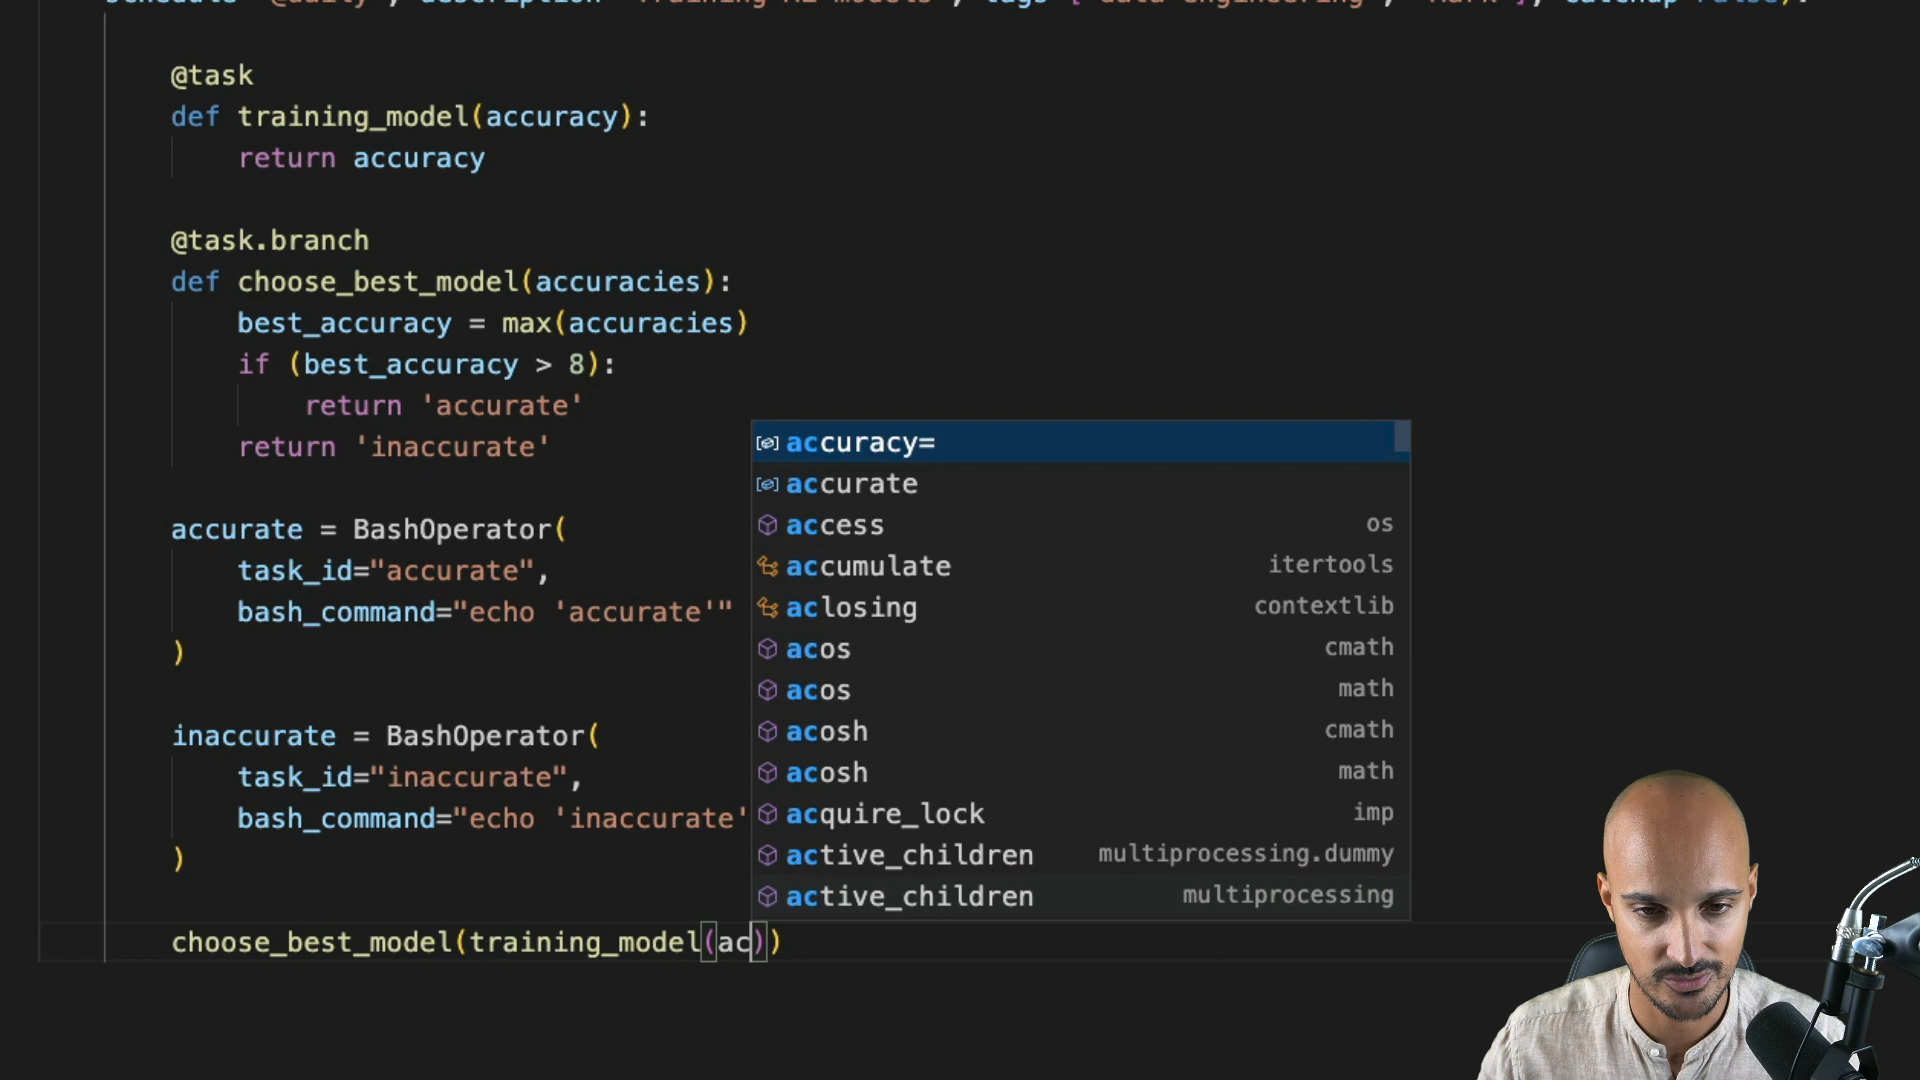 @task
def training_model(accuracy):
return accuracy
@task.branch
def choose_best_model(accuracies):
best_accuracy = max(accuracies)
if (best_accuracy > 8):
return 'accurate'
return 'inaccurate'
accurate = BashOperator(
task_id="accurate",
bash_command="echo 'accurate'"
)
inaccurate = BashOperator(
task_id="inaccurate",
bash_command="echo 'inaccurate'
)
choose_best_model(training_model(ac))
accuracy=
accurate
access os
accumulate itertools
aclosing contextlib
acos cmath
acos math
acosh cmath
acosh math
acquire_lock imp
active_children multiprocessing.dummy
active_children multiprocessing